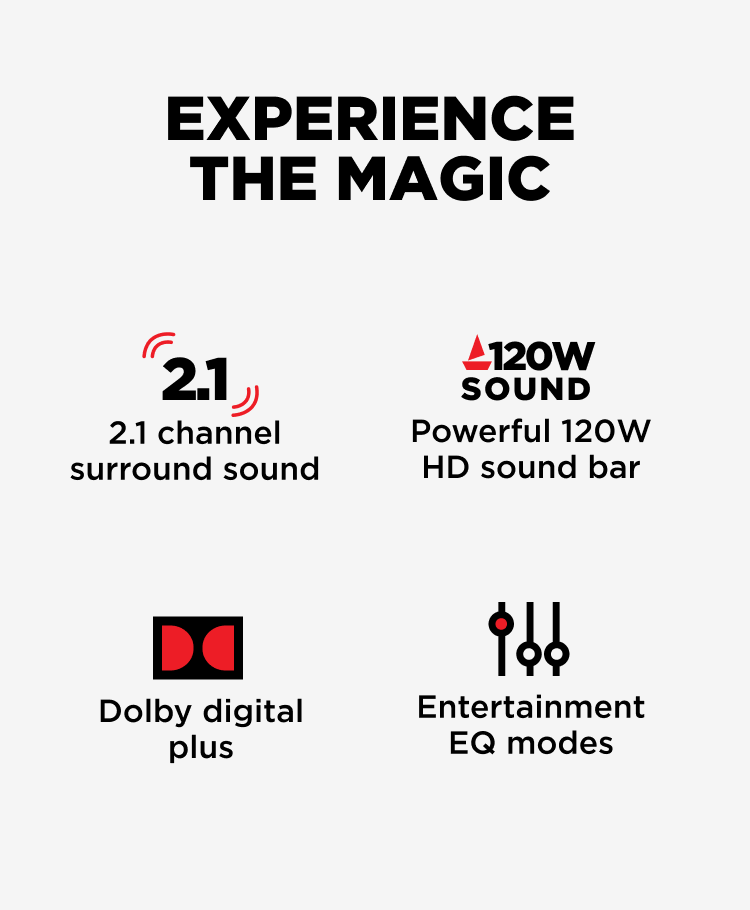 EXPERIENCE
THE MAGIC
2.1
2.1 channel
surround sound
120W
SOUND
Powerful 120W
HD sound bar
Dolby digital
plus
Entertainment
EQ modes